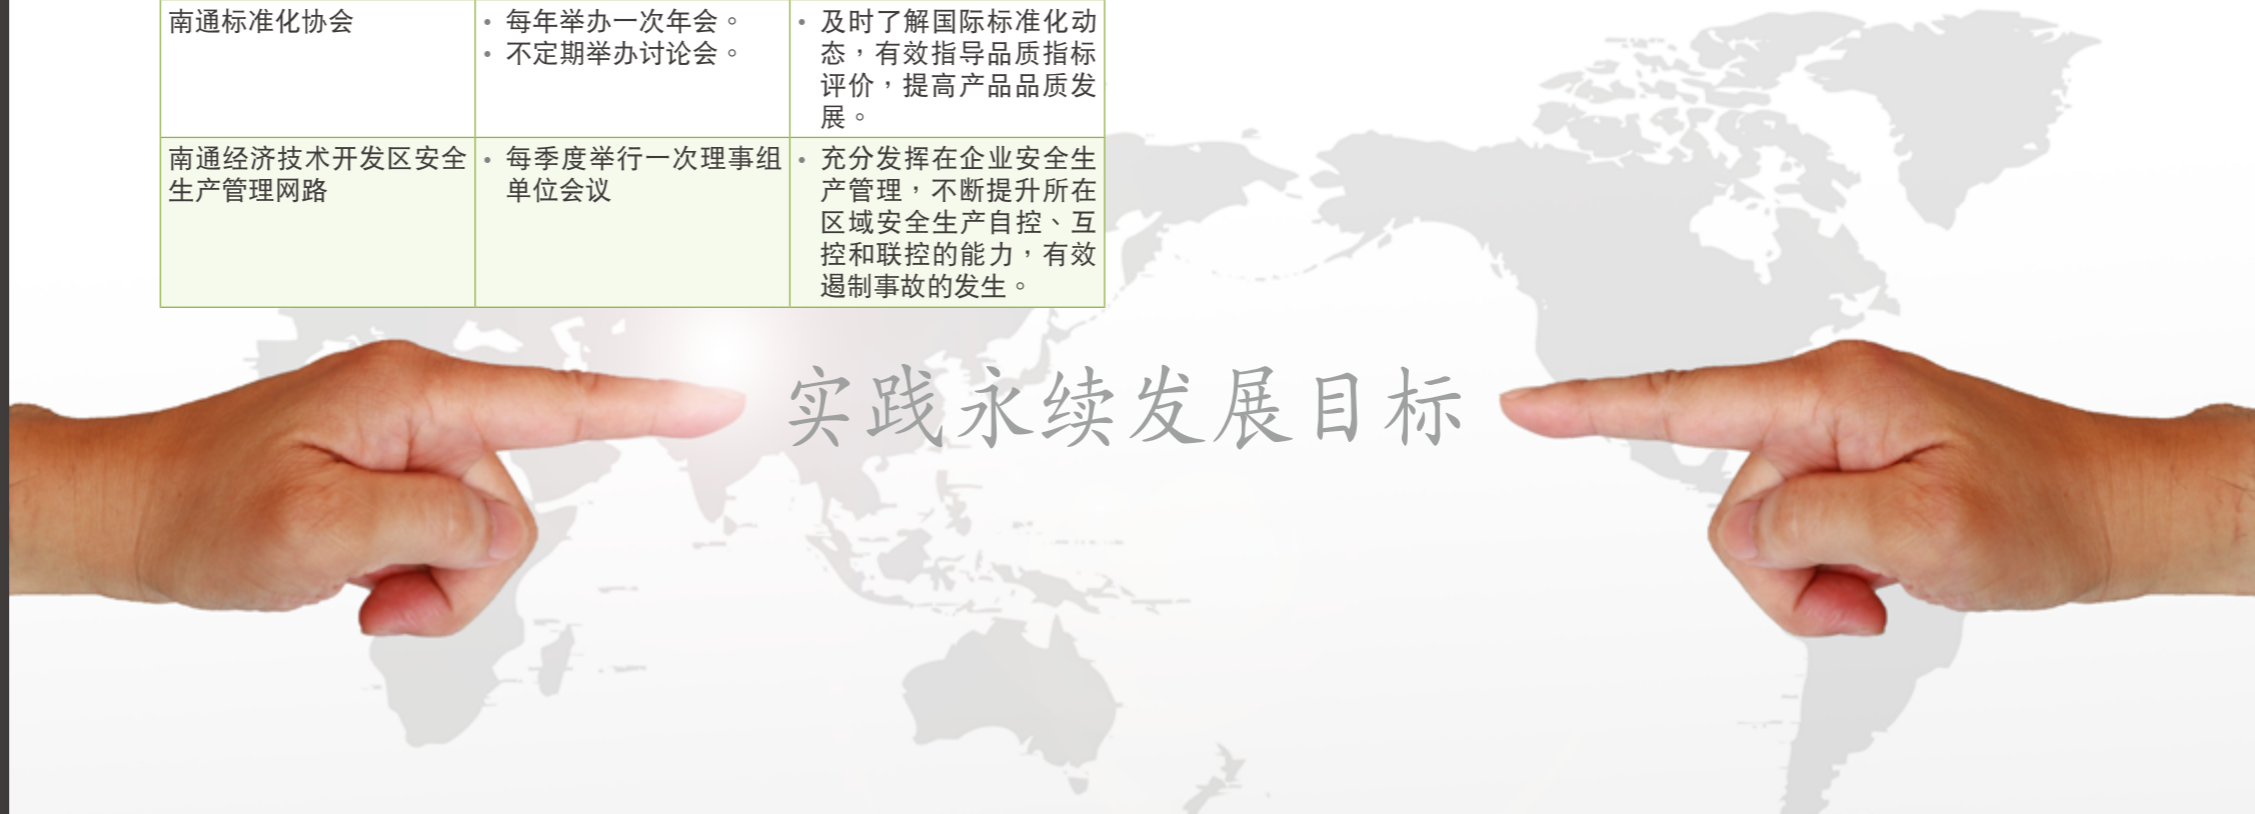 南通标准化协会
• 每年举办一次年会。
• 不定期举办讨论会。
• 及时了解国际标准化动
态，有效指导品质指标
评价，提高产品品质发
展。
南通经济技术开发区安全
生产管理网路
• 每季度举行一次理事组
单位会议
• 充分发挥在企业安全生
产管理，不断提升所在
区域安全生产自控、互
控和联控的能力，有效
遏制事故的发生。
实践永续发展目标